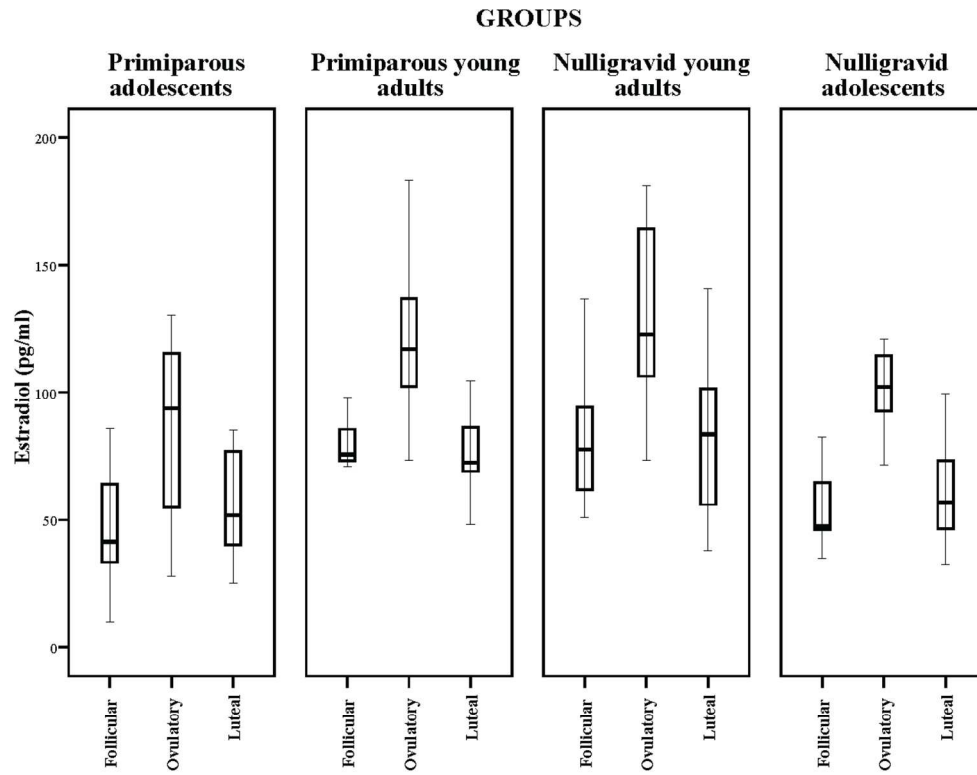 GROUPS
Primiparous
adolescents
Primiparous young
adults
Nulligravid young
adults
Nulligravid
adolescents
Estradiol (pg/ml)
200
150
100
50
0
Follicular
Ovulatory
Luteal
Follicular
Ovulatory
Luteal
Follicular
Ovulatory
Luteal
Follicular
Ovulatory
Luteal